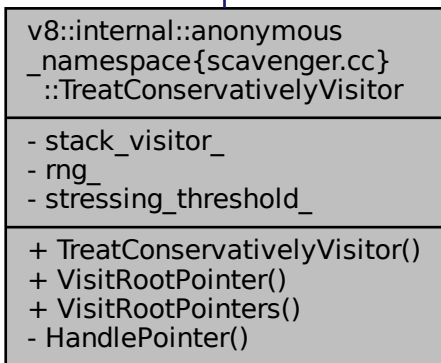 v8::internal::anonymous
_namespace{scavenger.cc}
::TreatConservativelyVisitor
- stack_visitor_
- rng_
- stressing_threshold_
+ TreatConservativelyVisitor()
+ VisitRootPointer()
+ VisitRootPointers()
- HandlePointer()